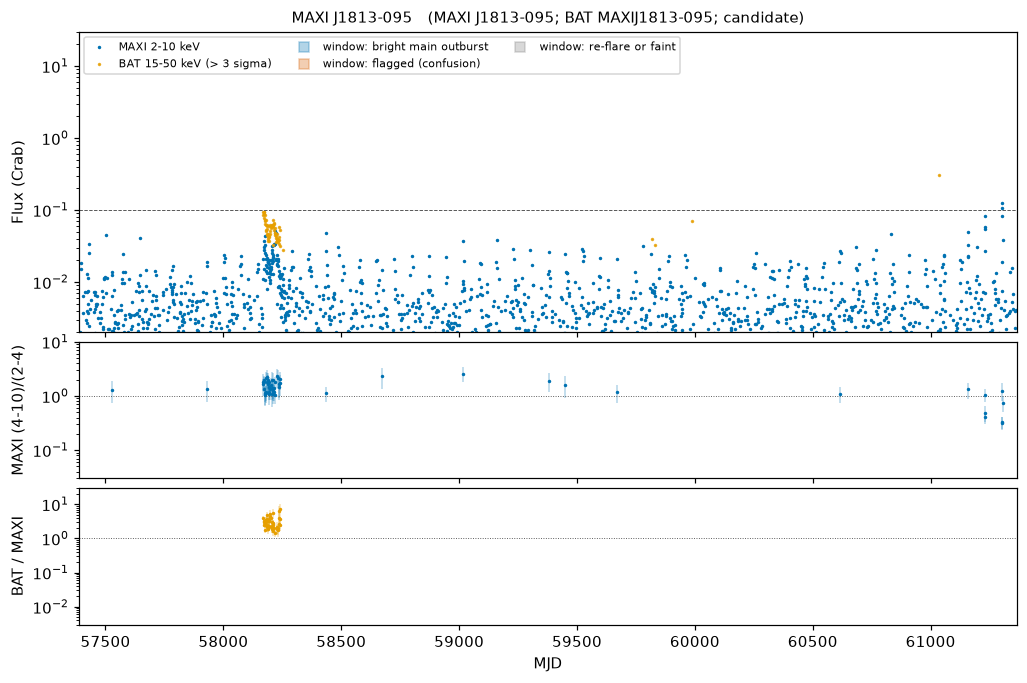 MAXI J1813-095   (MAXI J1813-095; BAT MAXIJ1813-095; candidate)
MAXI 2-10 keV
BAT 15-50 keV (> 3 sigma)
window: bright main outburst
window: flagged (confusion)
window: re-flare or faint
Flux (Crab)
10¹
10⁰
10⁻¹
10⁻²
MAXI (4-10)/(2-4)
10¹
10⁰
10⁻¹
BAT / MAXI
10¹
10⁰
10⁻¹
10⁻²
57500 58000 58500 59000 59500 60000 60500 61000
MJD